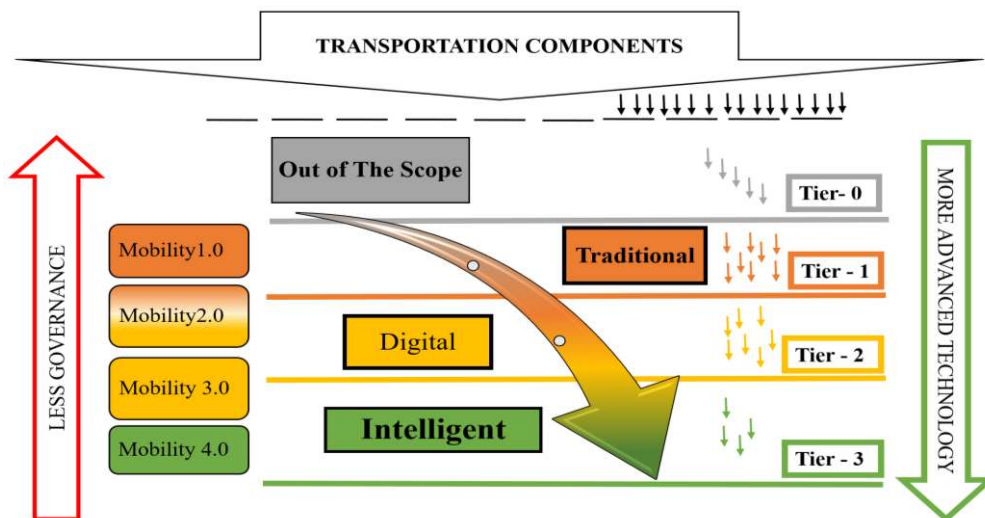 TRANSPORTATION COMPONENTS
Out of The Scope
Tier- 0
LESS GOVERNANCE
MORE ADVANCED TECHNOLOGY
Mobility1.0
Traditional
Tier - 1
Mobility2.0
Digital
Tier - 2
Mobility 3.0
Intelligent
Mobility 4.0
Tier - 3